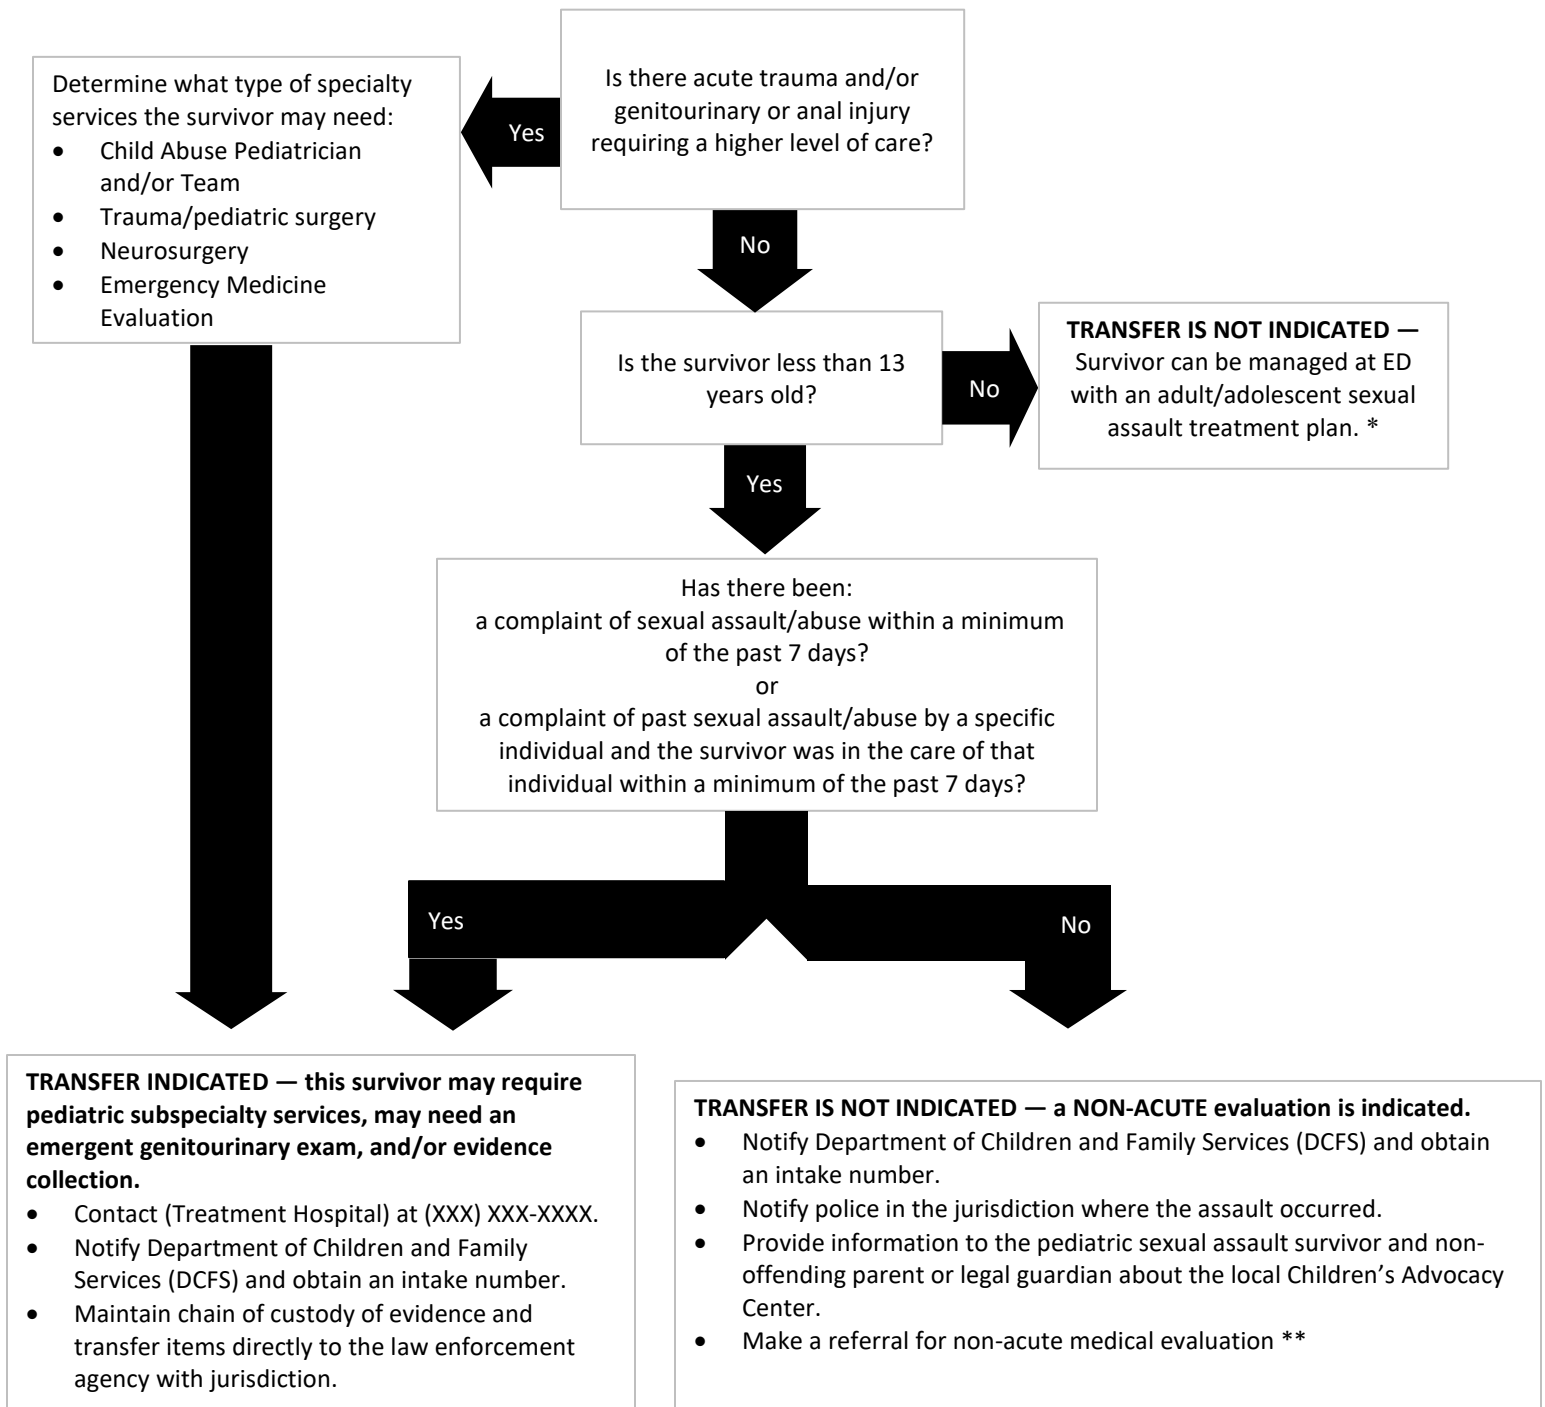 Is there acute trauma and/or
genitourinary or anal injury
requiring a higher level of care?
Yes
Determine what type of specialty
services the survivor may need:
• Child Abuse Pediatrician
and/or Team
• Trauma/pediatric surgery
• Neurosurgery
• Emergency Medicine
Evaluation
No
Is the survivor less than 13
years old?
No
TRANSFER IS NOT INDICATED —
Survivor can be managed at ED
with an adult/adolescent sexual
assault treatment plan. *
Yes
Has there been:
a complaint of sexual assault/abuse within a minimum
of the past 7 days?
or
a complaint of past sexual assault/abuse by a specific
individual and the survivor was in the care of that
individual within a minimum of the past 7 days?
Yes
No
TRANSFER INDICATED — this survivor may require
pediatric subspecialty services, may need an
emergent genitourinary exam, and/or evidence
collection.
• Contact (Treatment Hospital) at (XXX) XXX-XXXX.
• Notify Department of Children and Family
Services (DCFS) and obtain an intake number.
• Maintain chain of custody of evidence and
transfer items directly to the law enforcement
agency with jurisdiction.
TRANSFER IS NOT INDICATED — a NON-ACUTE evaluation is indicated.
• Notify Department of Children and Family Services (DCFS) and obtain
an intake number.
• Notify police in the jurisdiction where the assault occurred.
• Provide information to the pediatric sexual assault survivor and non-
offending parent or legal guardian about the local Children’s Advocacy
Center.
• Make a referral for non-acute medical evaluation **